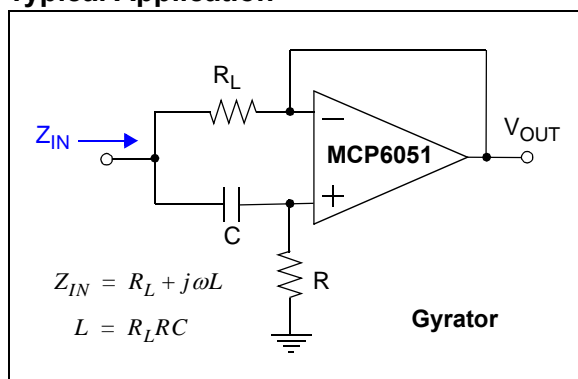 Typical Application
R_L
Z_IN
−
V_OUT
MCP6051
+
C
R
Z_IN = R_L + jωL
L = R_L RC
Gyrator